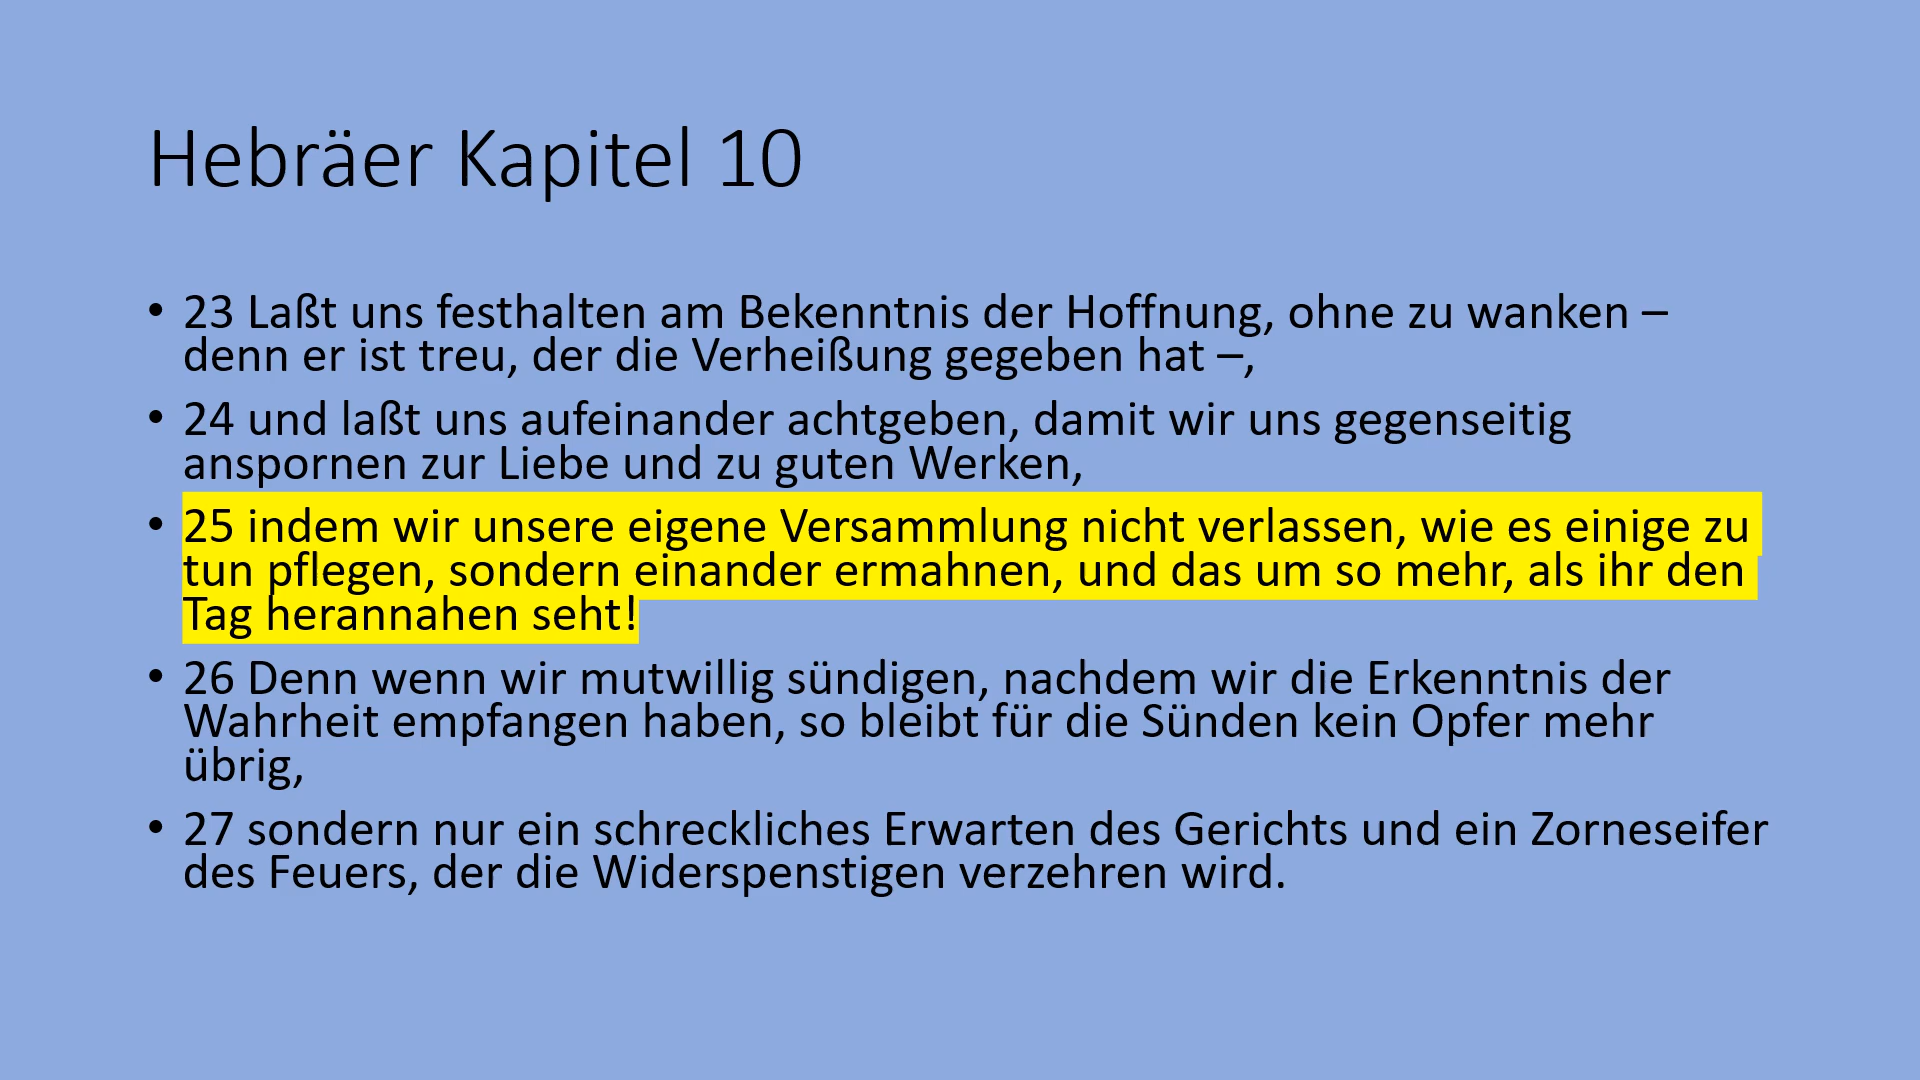 Hebräer Kapitel 10
• 23 Laßt uns festhalten am Bekenntnis der Hoffnung, ohne zu wanken –
denn er ist treu, der die Verheißung gegeben hat –,
• 24 und laßt uns aufeinander achtgeben, damit wir uns gegenseitig
anspornen zur Liebe und zu guten Werken,
• 25 indem wir unsere eigene Versammlung nicht verlassen, wie es einige zu
tun pflegen, sondern einander ermahnen, und das um so mehr, als ihr den
Tag herannahen seht!
• 26 Denn wenn wir mutwillig sündigen, nachdem wir die Erkenntnis der
Wahrheit empfangen haben, so bleibt für die Sünden kein Opfer mehr
übrig,
• 27 sondern nur ein schreckliches Erwarten des Gerichts und ein Zorneseifer
des Feuers, der die Widerspenstigen verzehren wird.